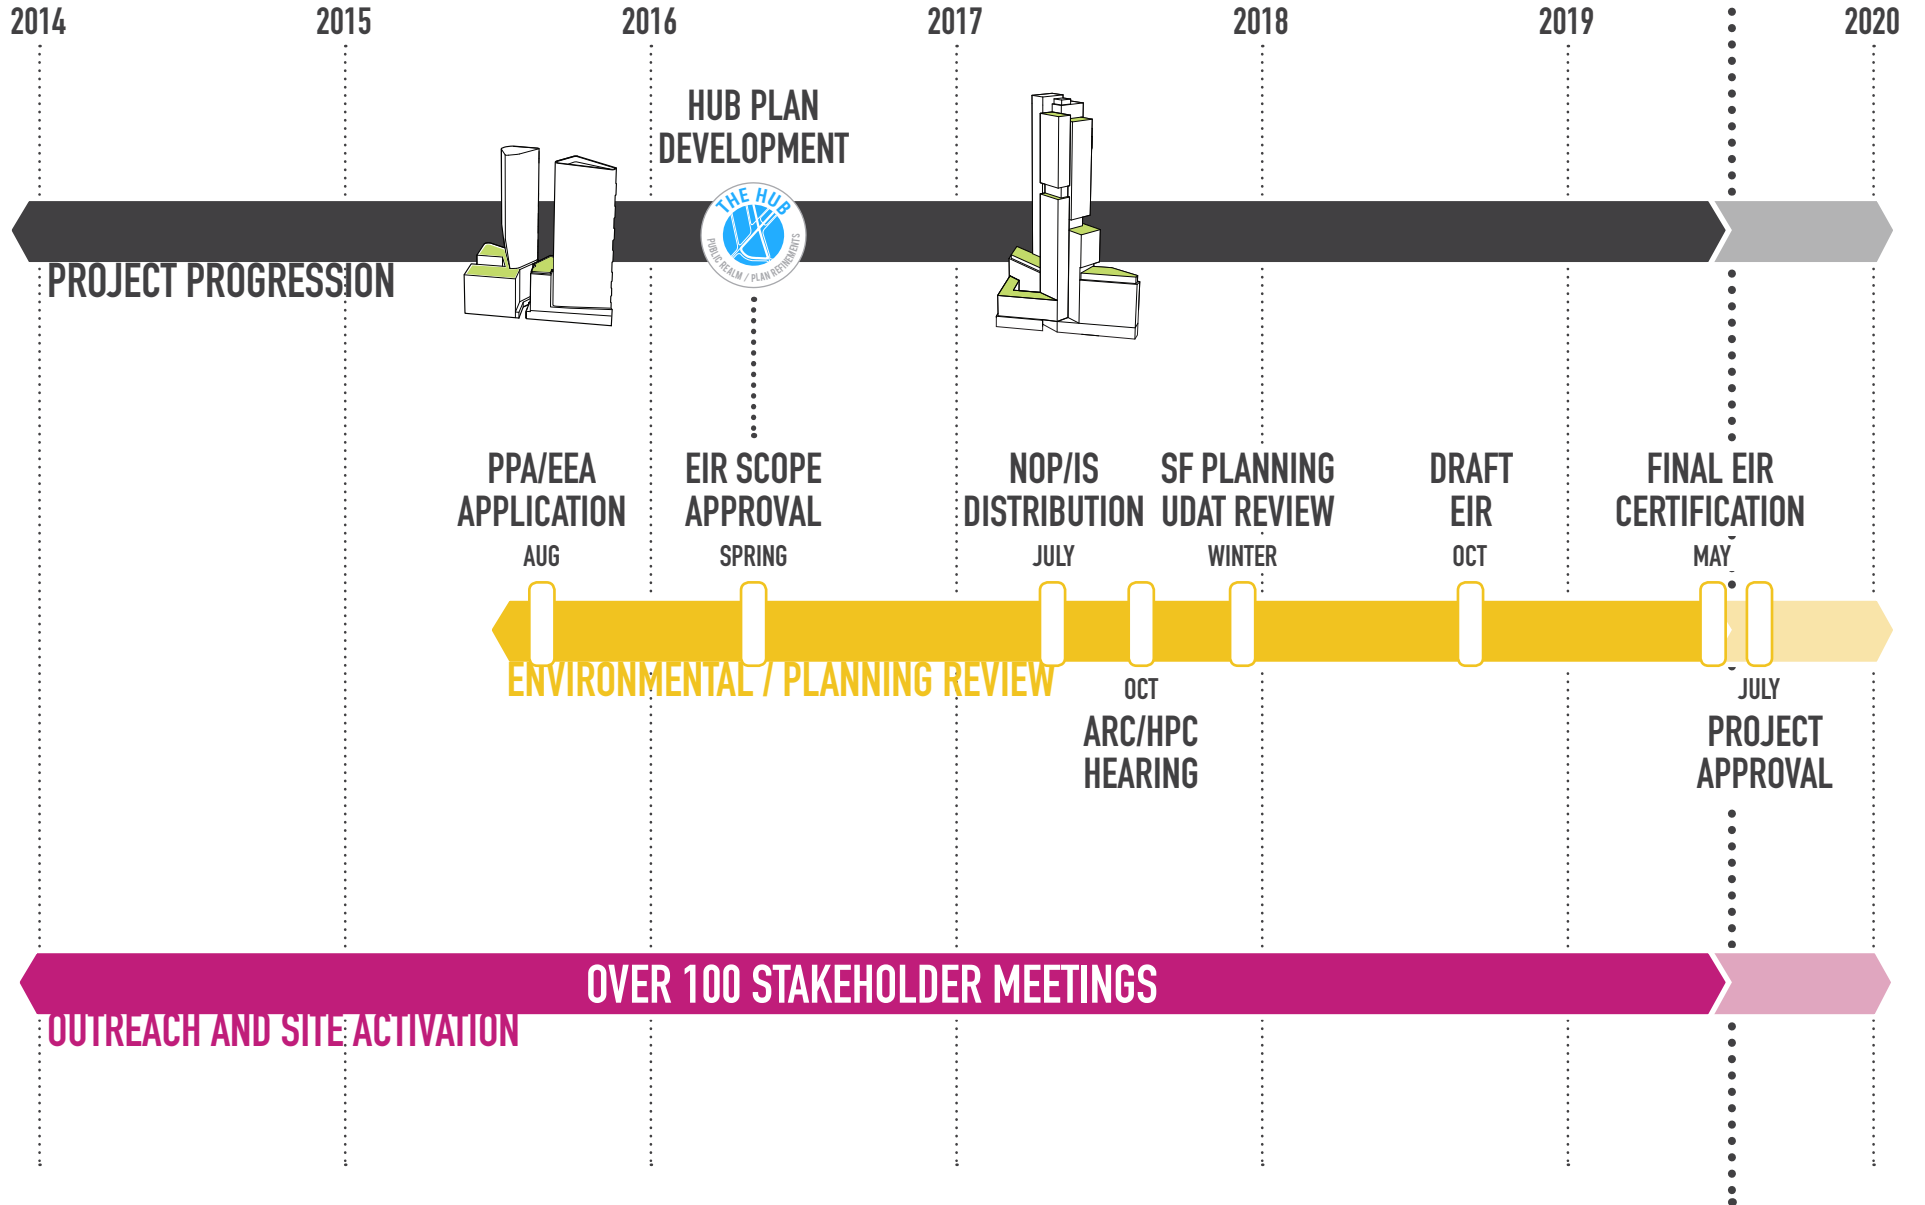 2014 2015 2016 2017 2018 2019 2020
HUB PLAN
DEVELOPMENT
THE HUB
PUBLIC REALM / PLAN REFINEMENTS
PROJECT PROGRESSION
PPA/EEA
APPLICATION
AUG
EIR SCOPE
APPROVAL
SPRING
NOP/IS
DISTRIBUTION
JULY
SF PLANNING
UDAT REVIEW
WINTER
DRAFT
EIR
OCT
FINAL EIR
CERTIFICATION
MAY
ENVIRONMENTAL / PLANNING REVIEW
OCT
ARC/HPC
HEARING
JULY
PROJECT
APPROVAL
OVER 100 STAKEHOLDER MEETINGS
OUTREACH AND SITE ACTIVATION